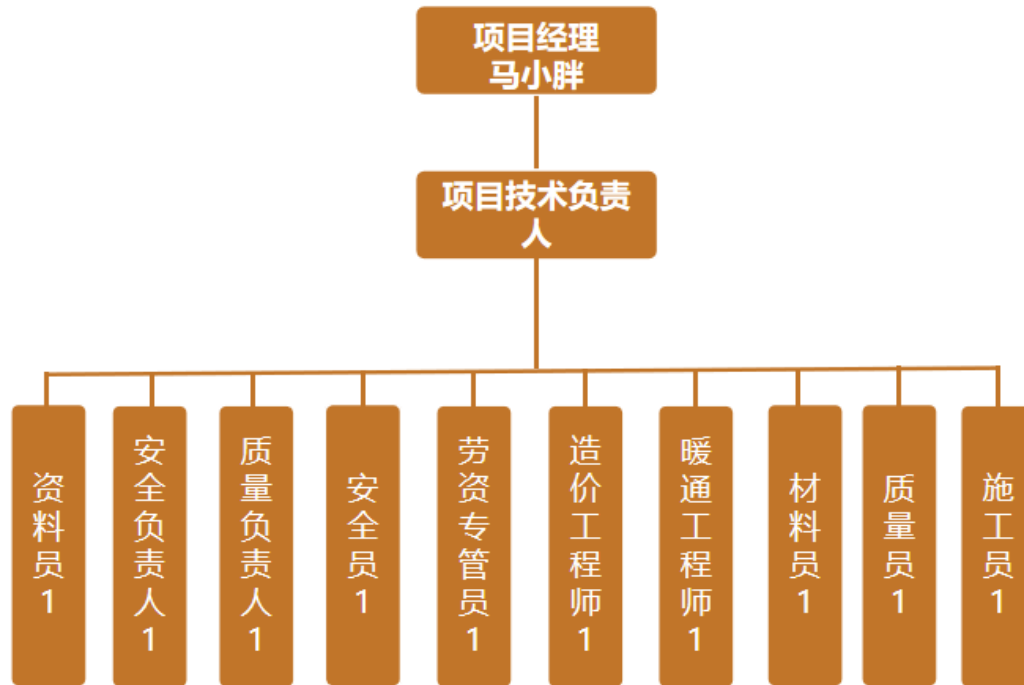 项目经理
马小胖
项目技术负责
人
资料员1
安全负责人1
质量负责人1
安全员1
劳资专管员1
造价工程师1
暖通工程师1
材料员1
质量员1
施工员1